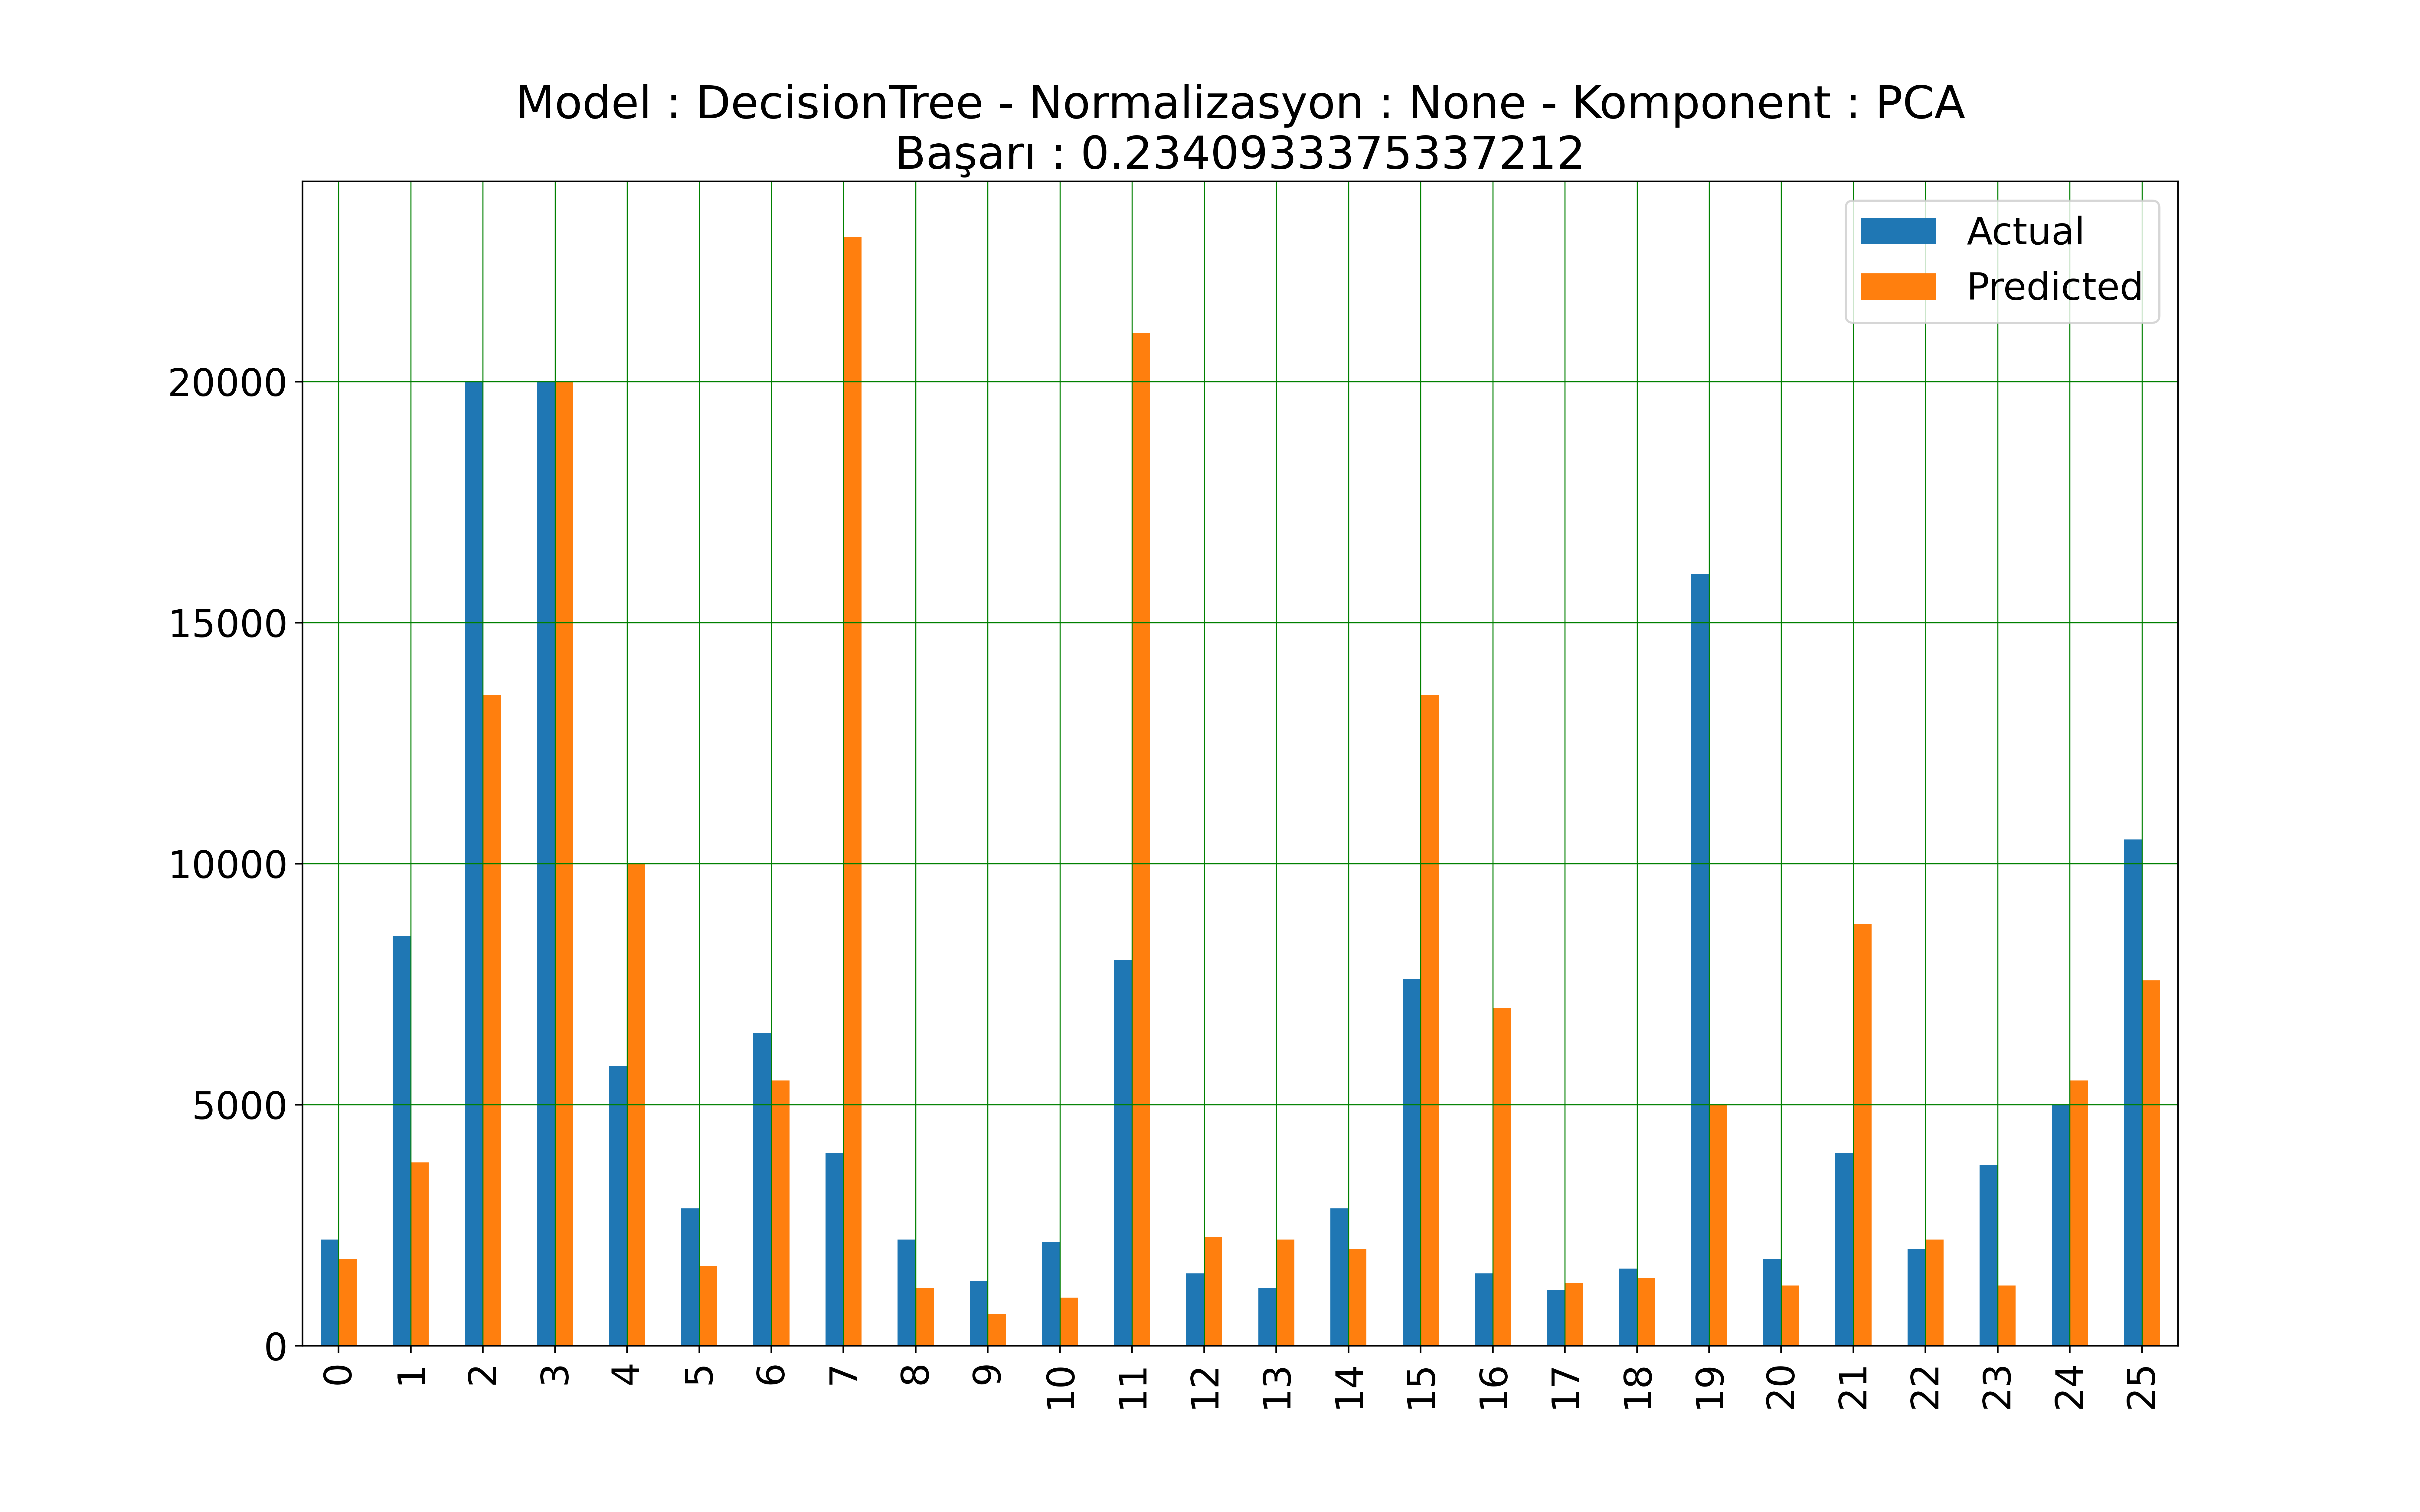 Model : DecisionTree - Normalizasyon : None - Komponent : PCA
Başarı : 0.2340933375337212
Actual
Predicted
20000
15000
10000
5000
0
0 1 2 3 4 5 6 7 8 9 10 11 12 13 14 15 16 17 18 19 20 21 22 23 24 25